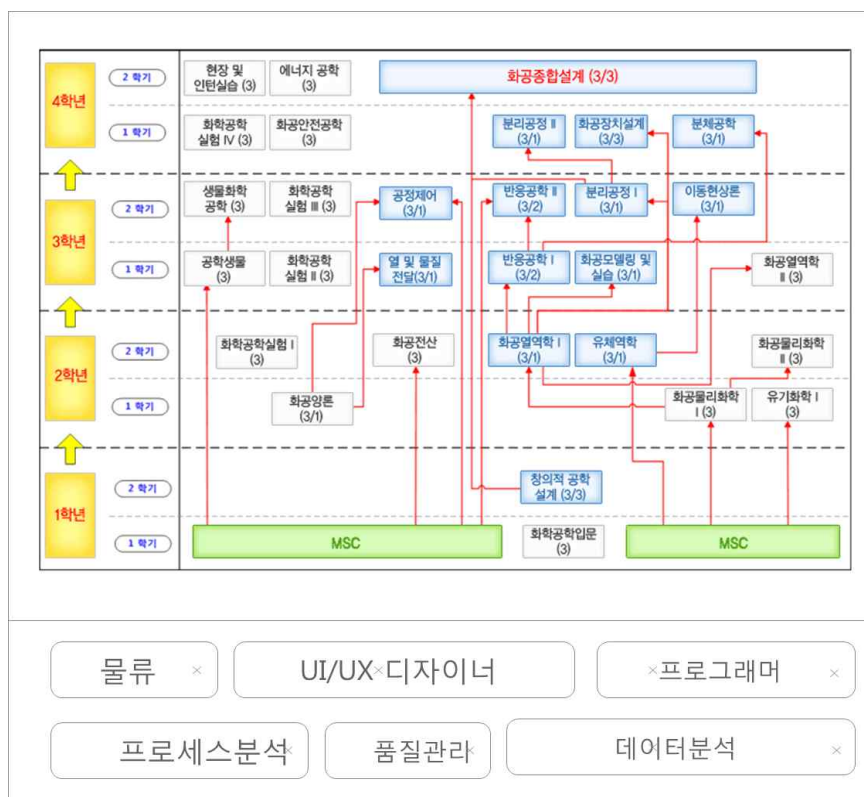 4학년
2 학기
현장 및
인턴실습 (3)
에너지 공학
(3)
화공종합설계 (3/3)
1 학기
화학공학
실험 IV (3)
화공안전공학
(3)
분리공정 II
(3/1)
화공장치설계
(3/3)
분체공학
(3/1)
3학년
2 학기
생물화학
공학 (3)
화학공학
실험 III (3)
공정제어
(3/1)
반응공학 II
(3/2)
분리공정 I
(3/1)
이동현상론
(3/1)
1 학기
공학생물
(3)
화학공학
실험 II (3)
열 및 물질
전달(3/1)
반응공학 I
(3/2)
화공모델링 및
실습 (3/1)
화공열역학
II (3)
2학년
2 학기
화학공학실험 I
(3)
화공전산
(3)
화공열역학 I
(3/1)
유체역학
(3/1)
화공물리화학
II (3)
1 학기
화공양론
(3/1)
화공물리화학
I (3)
유기화학 I
(3)
1학년
2 학기
창의적 공학
설계 (3/3)
1 학기
MSC
화학공학입문
(3)
MSC
물류
UI/UX 디자이너
프로그래머
프로세스분석
품질관리
데이터분석